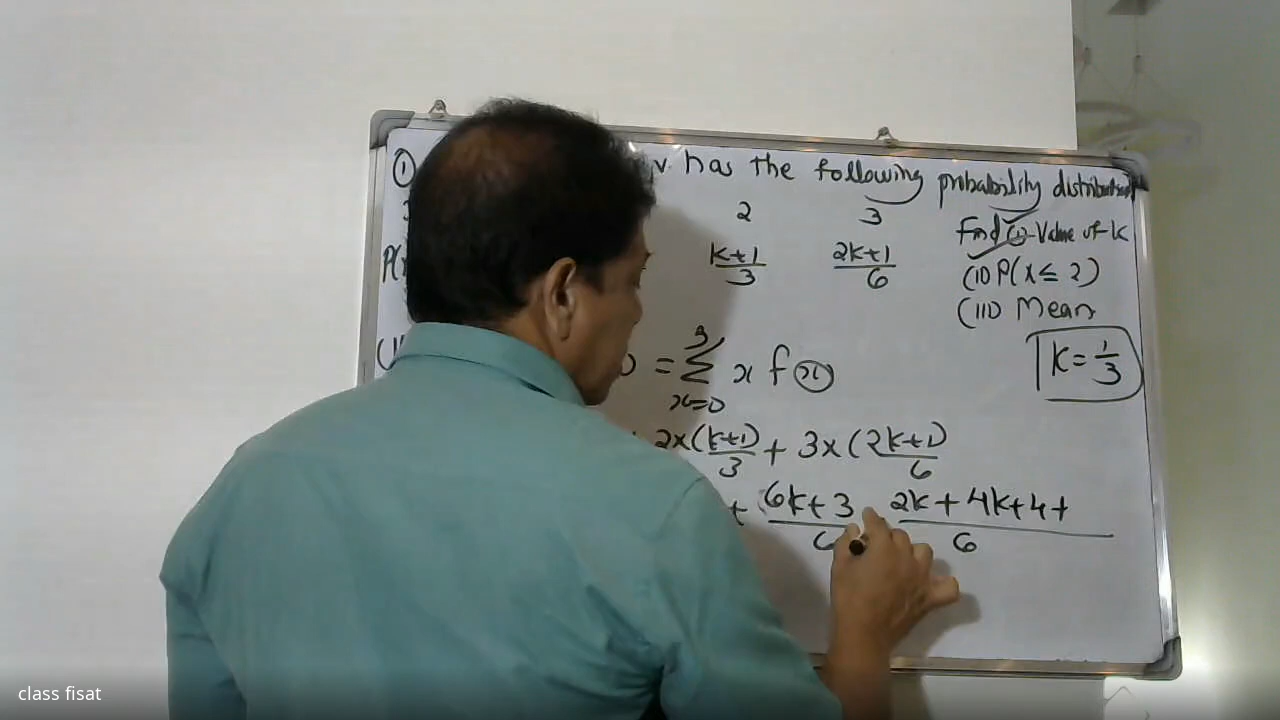 ① v has the following probability distribution
2 3 Find (i) Value of k
P( k+1/3 2k+1/6 (ii) P(x ≤ 2)
(iii) Mean
= 3 Σ x=0 x f(x) k = 1/3
2x(k+1)/3 + 3x(2k+1)/6
+ 6k+3/6 2k + 4k+4+/6
class fisat